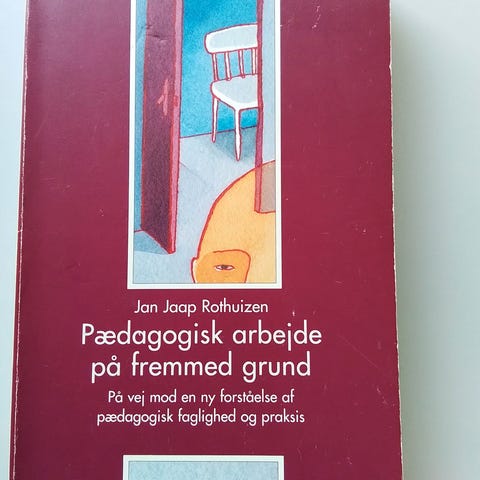 Jan Jaap Rothuizen
Pædagogisk arbejde
på fremmed grund
På vej mod en ny forståelse af
pædagogisk faglighed og praksis